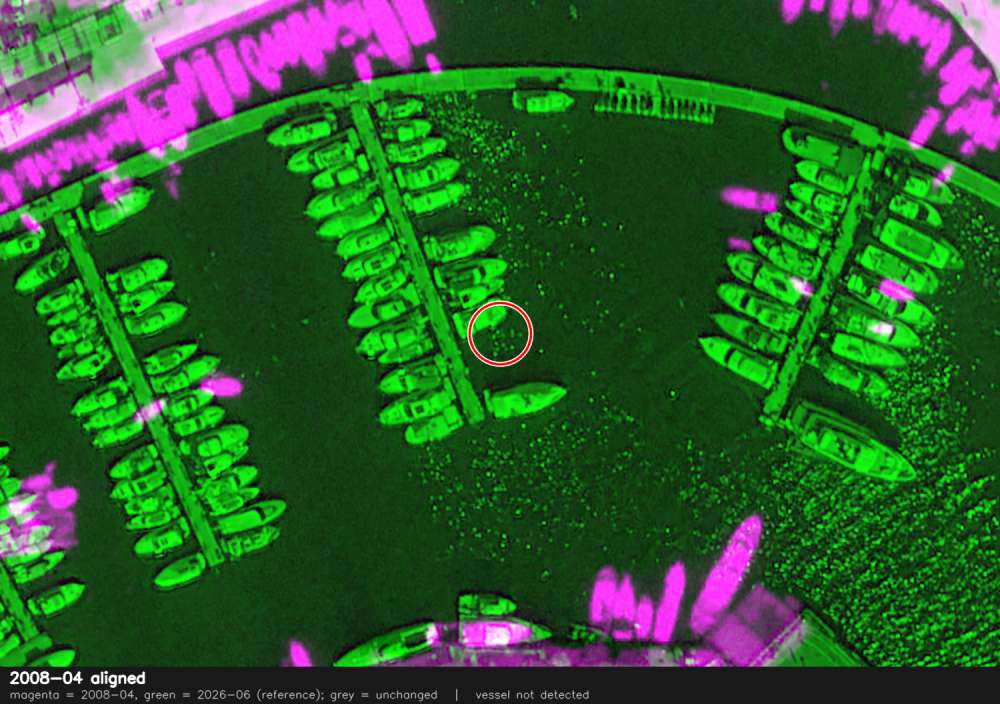 2008-04 aligned
magenta = 2008-04, green = 2026-06 (reference); grey = unchanged | vessel not detected